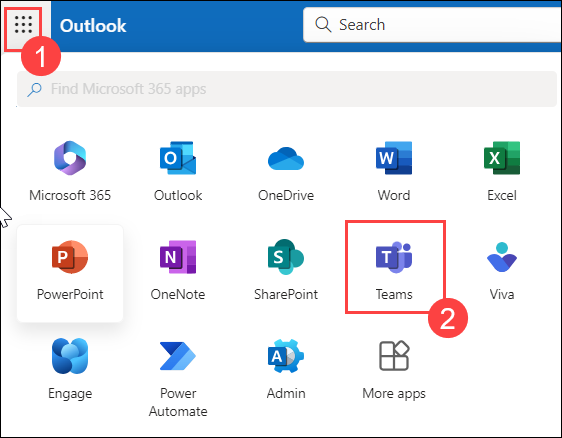 Outlook
Search
1
Find Microsoft 365 apps
Microsoft 365
Outlook
OneDrive
Word
Excel
PowerPoint
OneNote
SharePoint
Teams
Viva
2
Engage
Power
Automate
Admin
More apps